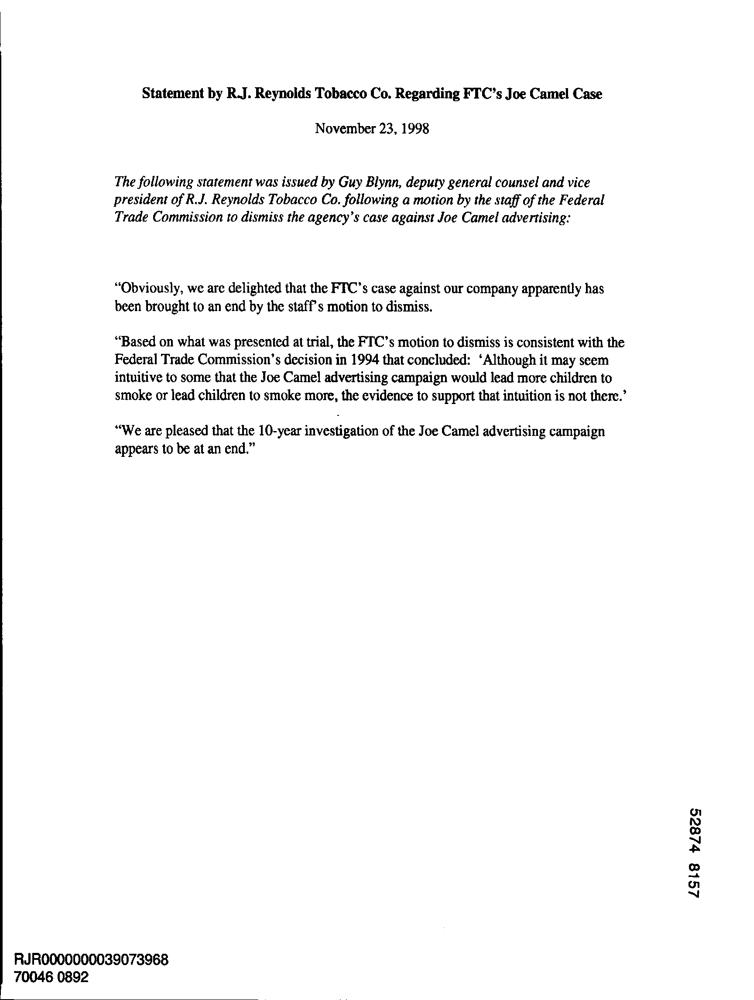 Statement by R.J. Reynolds Tobacco Co. Regarding FTC's Joe Camel Case
November 23, 1998
The following statement was issued by Guy Blynn, deputy general counsel and vice
president of R.J. Reynolds Tobacco Co. following a motion by the staff of the Federal
Trade Commission to dismiss the agency's case against Joe Camel advertising:
“Obviously, we are delighted that the FTC's case against our company apparently has
been brought to an end by the staff's motion to dismiss.
“Based on what was presented at trial, the FTC's motion to dismiss is consistent with the
Federal Trade Commission's decision in 1994 that concluded: ‘Although it may seem
intuitive to some that the Joe Camel advertising campaign would lead more children to
smoke or lead children to smoke more, the evidence to support that intuition is not there.’
“We are pleased that the 10-year investigation of the Joe Camel advertising campaign
appears to be at an end.”
52874 8157
RJR0000000039073968
70046 0892